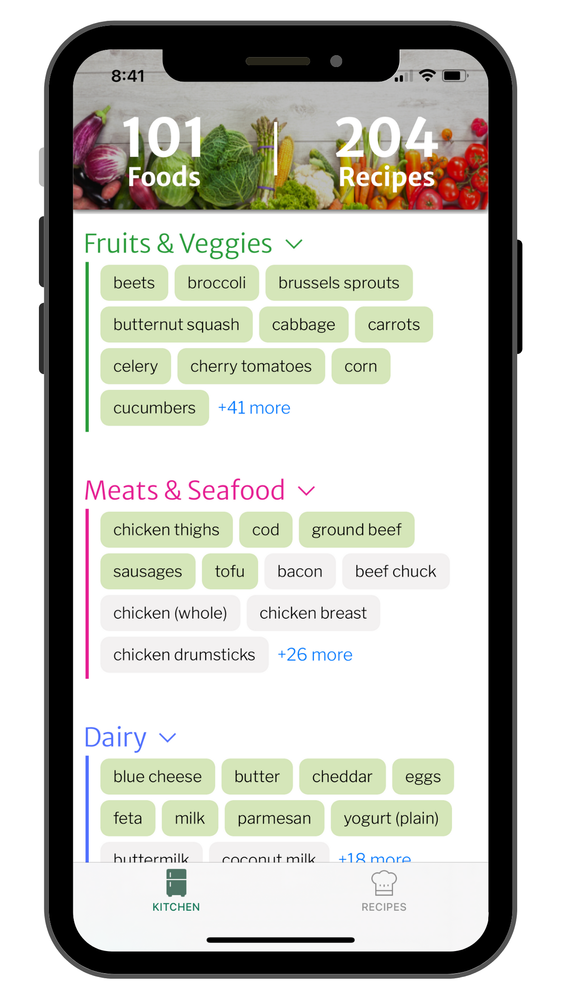 8:41
101 204
Foods Recipes
Fruits & Veggies
beets broccoli brussels sprouts
butternut squash cabbage carrots
celery cherry tomatoes corn
cucumbers +41 more
Meats & Seafood
chicken thighs cod ground beef
sausages tofu bacon beef chuck
chicken (whole) chicken breast
chicken drumsticks +26 more
Dairy
blue cheese butter cheddar eggs
feta milk parmesan yogurt (plain)
buttermilk coconut milk +18 more
KITCHEN RECIPES